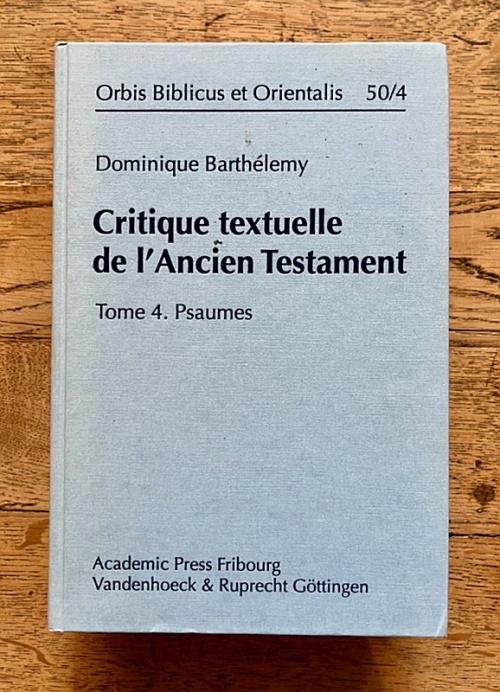 Orbis Biblicus et Orientalis 50/4
Dominique Barthélemy
Critique textuelle
de l'Ancien Testament
Tome 4. Psaumes
Academic Press Fribourg
Vandenhoeck & Ruprecht Göttingen